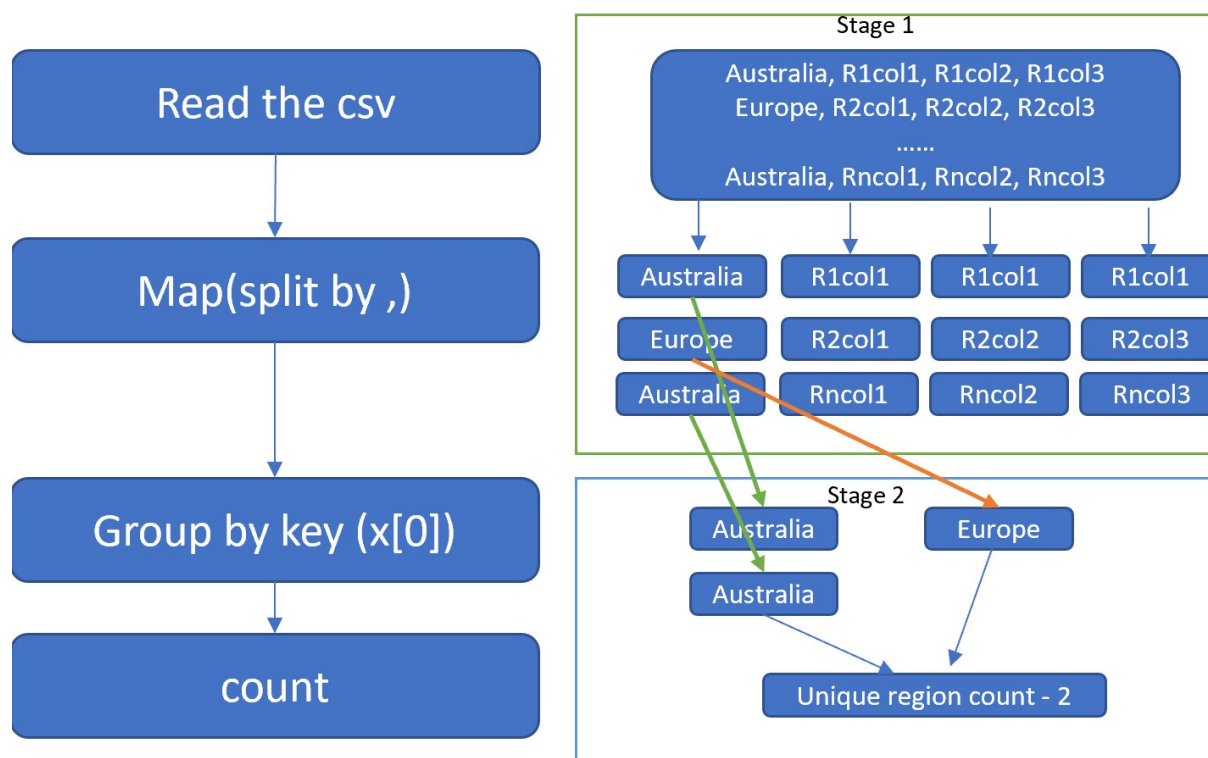 Read the csv
Map(split by ,)
Group by key (x[0])
count
Stage 1
Australia, R1col1, R1col2, R1col3
Europe, R2col1, R2col2, R2col3
......
Australia, Rncol1, Rncol2, Rncol3
Australia R1col1 R1col1 R1col1
Europe R2col1 R2col2 R2col3
Australia Rncol1 Rncol2 Rncol3
Stage 2
Australia Europe
Australia
Unique region count - 2